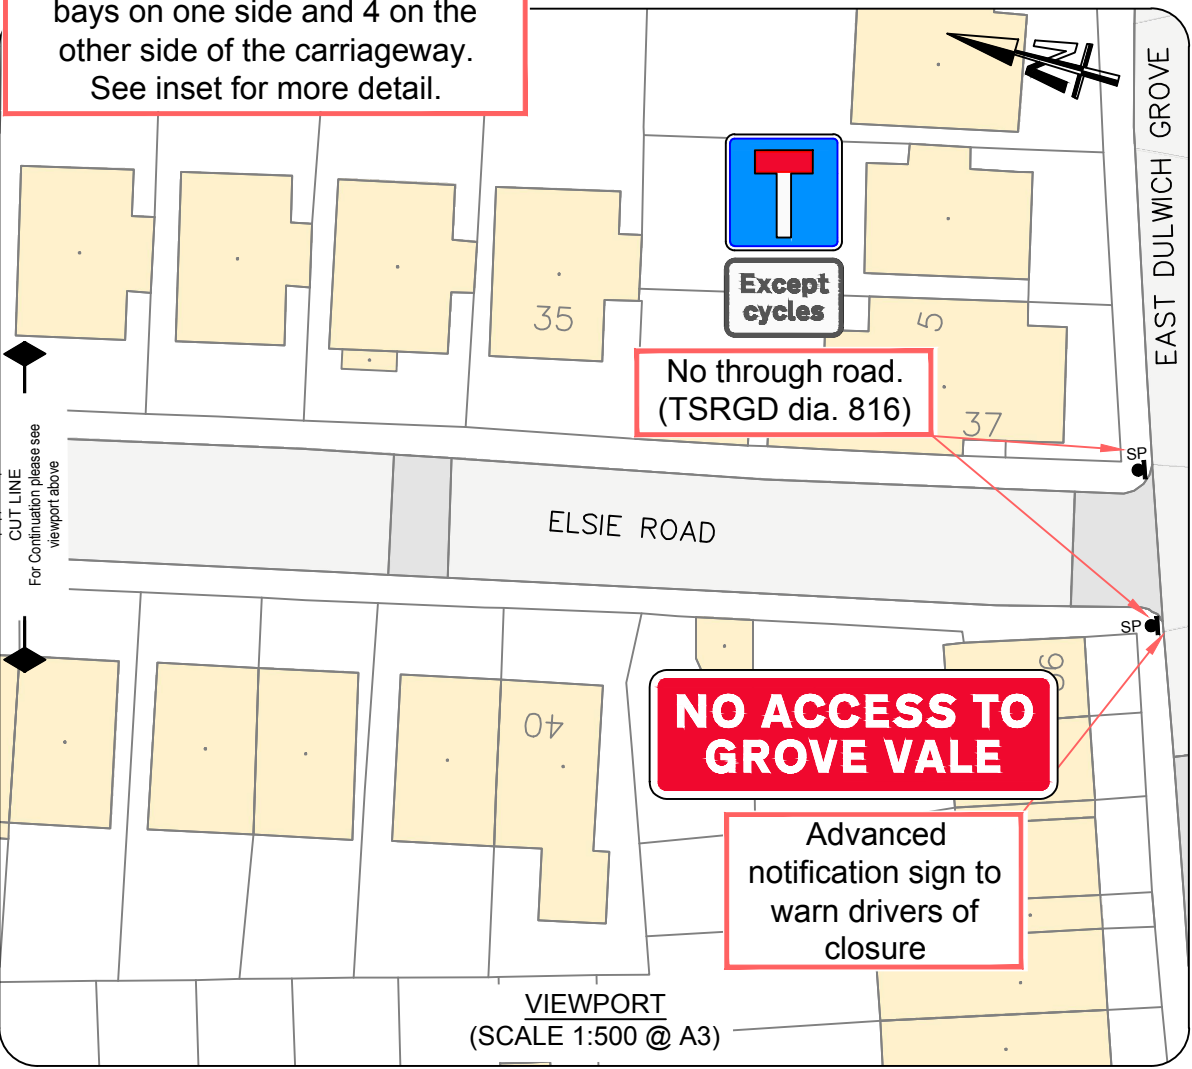 bays on one side and 4 on the
other side of the carriageway.
See inset for more detail.
N
EAST DULWICH GROVE
Except
cycles
35
5
No through road.
(TSRGD dia. 816)
37
SP
CUT LINE
For Continuation please see
viewport above
ELSIE ROAD
SP
40
NO ACCESS TO
GROVE VALE
Advanced
notification sign to
warn drivers of
closure
VIEWPORT
(SCALE 1:500 @ A3)